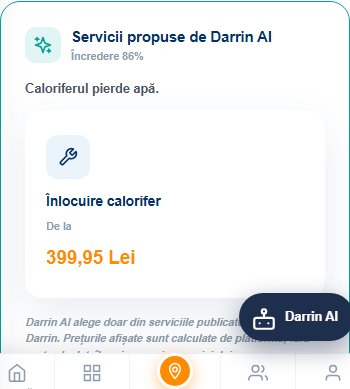 Servicii propuse de Darrin AI
Încredere 86%
Caloriferul pierde apă.
Înlocuire calorifer
De la
399,95 Lei
Darrin AI alege doar din serviciile publicate
Darrin. Prețurile afișate sunt calculate de
Darrin AI